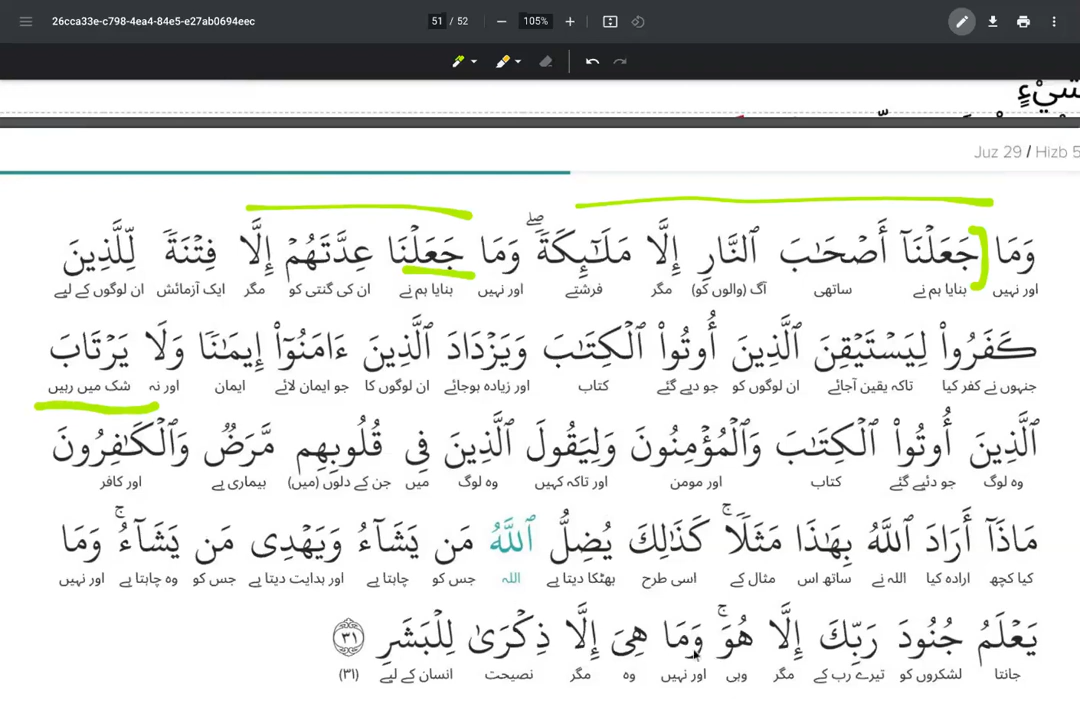 26cca33e-c798-4ea4-84e5-e27ab0694eec 51 / 52 105%
Juz 29 / Hizb 5
وَمَا جَعَلْنَآ أَصْحَـٰبَ ٱلنَّارِ إِلَّا مَلَـٰٓئِكَةًۖ وَمَا جَعَلْنَا عِدَّتَهُمْ إِلَّا فِتْنَةً لِّلَّذِينَ
اور نہیں بنایا ہم نے ساتھی آگ (والوں کو) مگر فرشتے اور نہیں بنایا ہم نے ان کی گنتی کو مگر ایک آزمائش ان لوگوں کے لیے
كَفَرُوا۟ لِيَسْتَيْقِنَ ٱلَّذِينَ أُوتُوا۟ ٱلْكِتَـٰبَ وَيَزْدَادَ ٱلَّذِينَ ءَامَنُوٓا۟ إِيمَـٰنًا وَلَا يَرْتَابَ
جنہوں نے کفر کیا تاکہ یقین آجائے ان لوگوں کو جو دیے گئے کتاب اور زیادہ ہوجائے ان لوگوں کا جو ایمان لائے ایمان اور نہ شک میں رہیں
ٱلَّذِينَ أُوتُوا۟ ٱلْكِتَـٰبَ وَٱلْمُؤْمِنُونَ وَلِيَقُولَ ٱلَّذِينَ فِى قُلُوبِهِم مَّرَضٌ وَٱلْكَـٰفِرُونَ
وہ لوگ جو دئیے گئے کتاب اور مومن اور تاکہ کہیں وہ لوگ میں جن کے دلوں (میں) بیماری ہے اور کافر
مَاذَآ أَرَادَ ٱللَّهُ بِهَـٰذَا مَثَلًاۚ كَذَٰلِكَ يُضِلُّ ٱللَّهُ مَن يَشَآءُ وَيَهْدِى مَن يَشَآءُۚ وَمَا
کیا کچھ ارادہ کیا اللہ نے ساتھ اس مثال کے اسی طرح بھٹکا دیتا ہے اللہ جس کو چاہتا ہے اور ہدایت دیتا ہے جس کو وہ چاہتا ہے اور نہیں
يَعْلَمُ جُنُودَ رَبِّكَ إِلَّا هُوَۚ وَمَا هِىَ إِلَّا ذِكْرَىٰ لِلْبَشَرِ ٣١
جانتا لشکروں کو تیرے رب کے مگر وہی اور نہیں وہ مگر نصیحت انسان کے لیے (٣١)